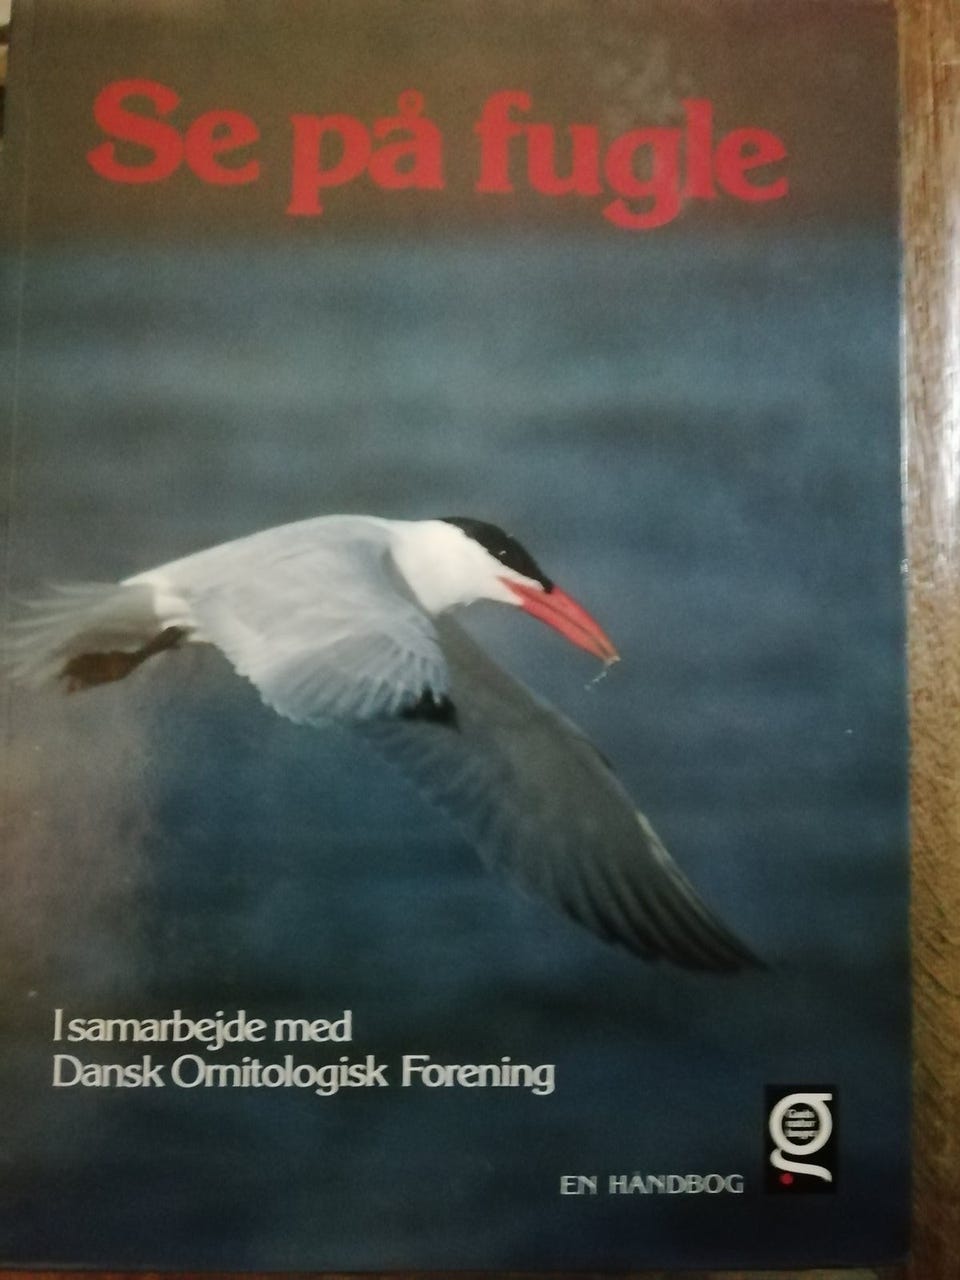 Se på fugle
I samarbejde med
Dansk Ornitologisk Forening
EN HÅNDBOG
g